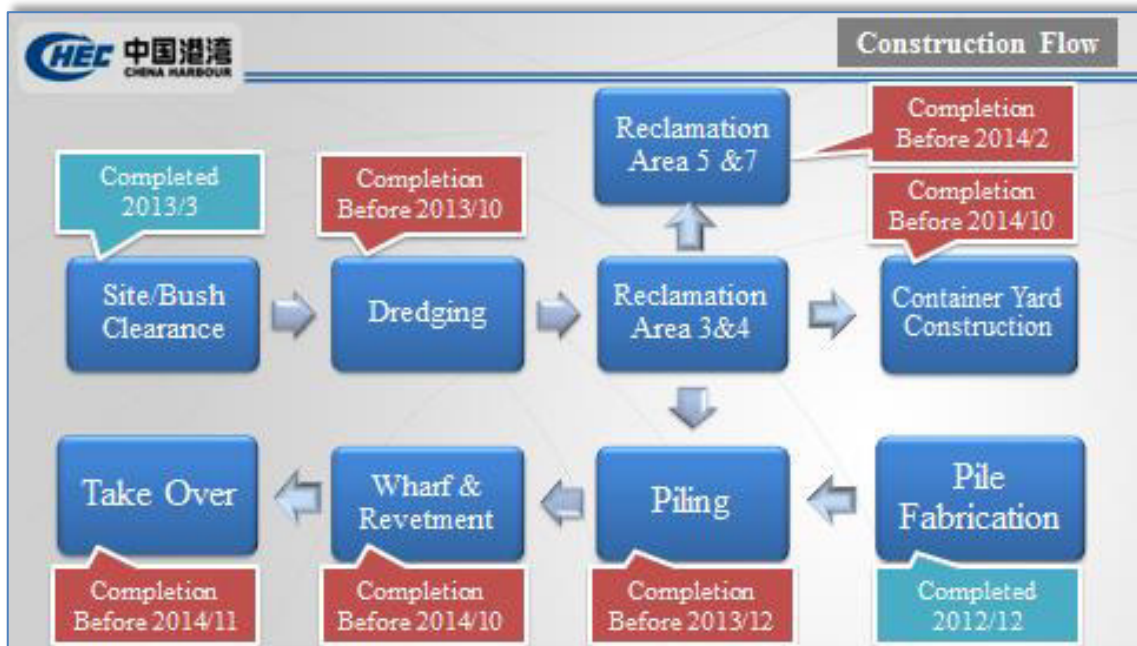 CHEC 中国港湾
CHINA HARBOUR
Construction Flow
Reclamation
Area 5 &7
Completion
Before 2014/2
Completed
2013/3
Completion
Before 2013/10
Completion
Before 2014/10
Site/Bush
Clearance
Dredging
Reclamation
Area 3&4
Container Yard
Construction
Take Over
Wharf &
Revetment
Piling
Pile
Fabrication
Completion
Before 2014/11
Completion
Before 2014/10
Completion
Before 2013/12
Completed
2012/12